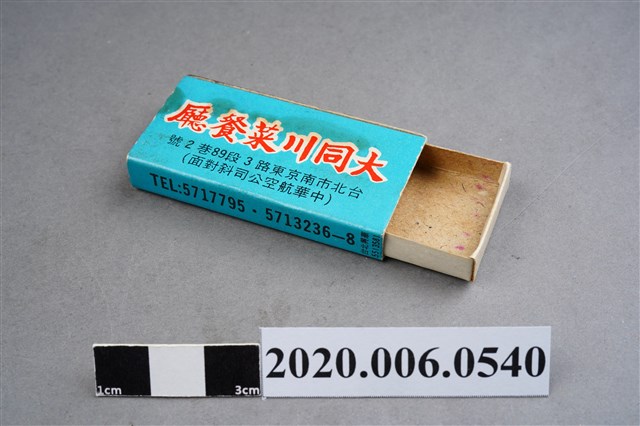 大同川菜餐廳
台北市南京東路3段89巷2號
(中華航空公司斜對面)
TEL:5717795・5713236—8
1cm 3cm
2020.006.0540